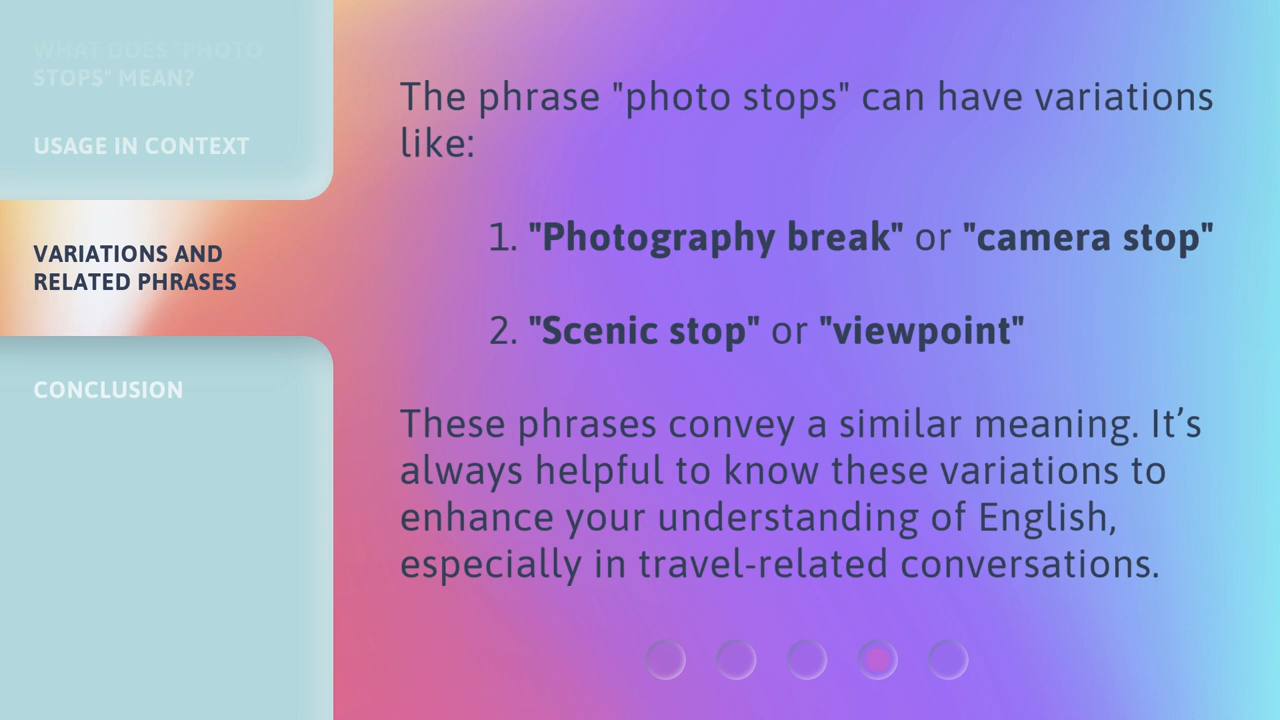 WHAT DOES "PHOTO
STOPS" MEAN?
USAGE IN CONTEXT
VARIATIONS AND
RELATED PHRASES
CONCLUSION
The phrase "photo stops" can have variations
like:
1. "Photography break" or "camera stop"
2. "Scenic stop" or "viewpoint"
These phrases convey a similar meaning. It’s
always helpful to know these variations to
enhance your understanding of English,
especially in travel-related conversations.